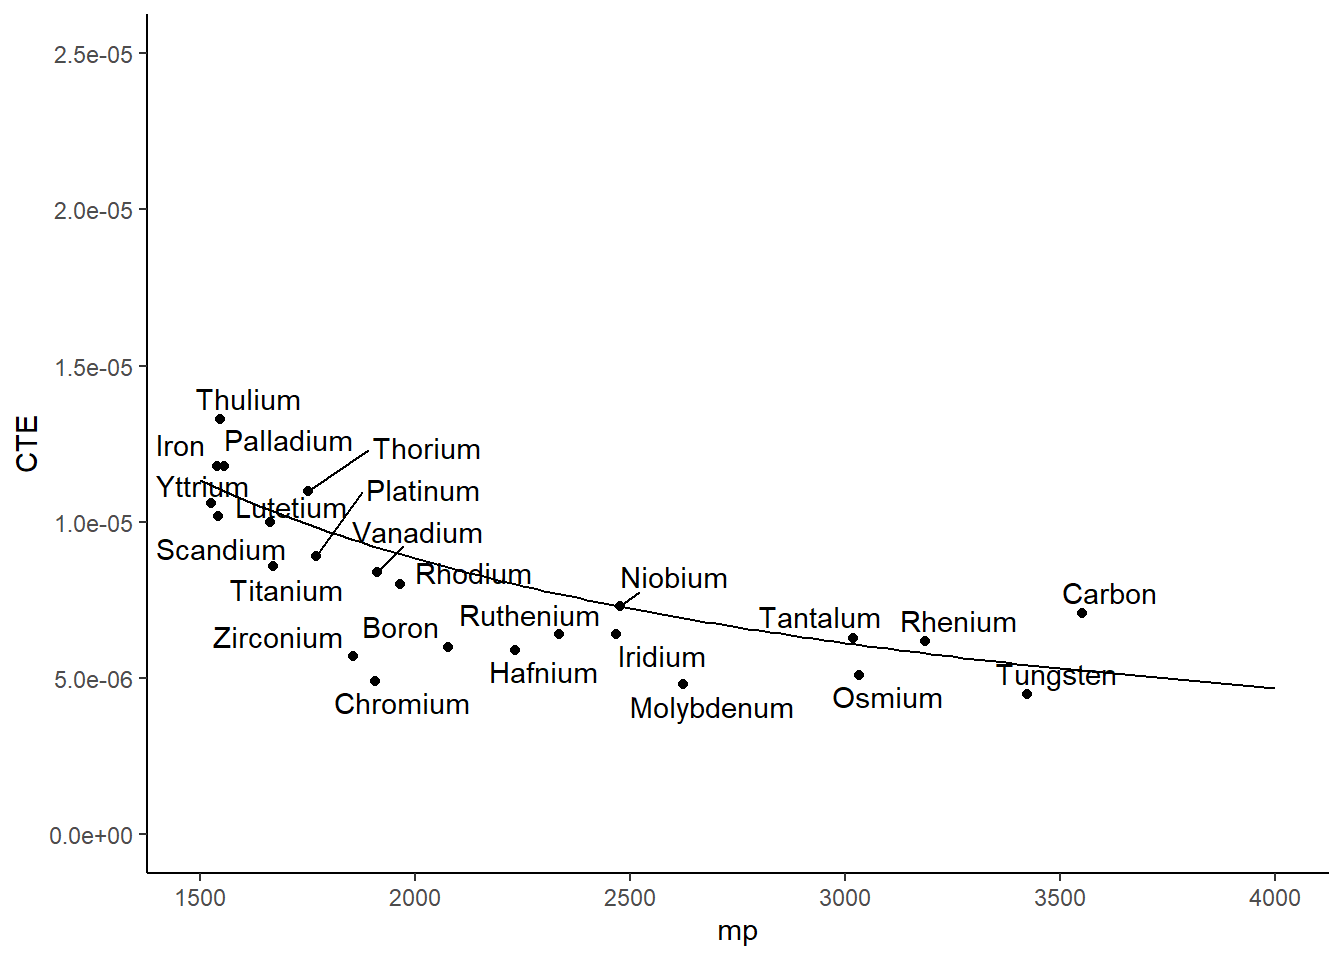 2.5e-05
2.0e-05
1.5e-05
1.0e-05
5.0e-06
0.0e+00
CTE
Thulium
Iron
Palladium
Thorium
Yttrium
Platinum
Lutetium
Vanadium
Scandium
Rhodium
Niobium
Titanium
Carbon
Ruthenium
Tantalum
Rhenium
Boron
Zirconium
Iridium
Hafnium
Tungsten
Chromium
Molybdenum
Osmium
1500
2000
2500
3000
3500
4000
mp